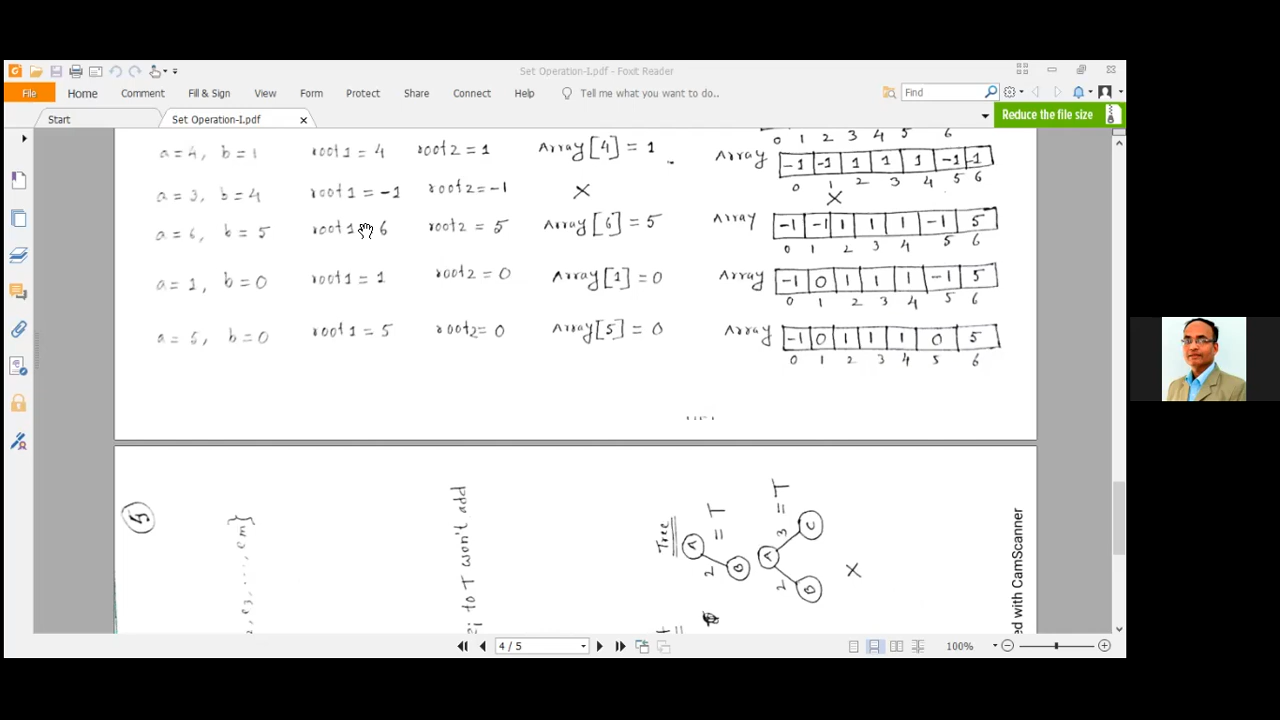 Set Operation-I.pdf - Foxit Reader
File Home Comment Fill & Sign View Form Protect Share Connect Help Tell me what you want to do.. Find
Start Set Operation-I.pdf × Reduce the file size
0 1 2 3 4 5 6
a=4, b=1 root1 = 4 root2 = 1 Array[4] = 1 Array -1 -1 1 1 1 -1 -1
0 1 2 3 4 5 6
a=3, b=4 root1 = -1 root2 = -1 X X
a=6, b=5 root1 = 6 root2 = 5 Array[6] = 5 Array -1 -1 1 1 1 -1 5
0 1 2 3 4 5 6
a=1, b=0 root1 = 1 root2 = 0 Array[1] = 0 Array -1 0 1 1 1 -1 5
0 1 2 3 4 5 6
a=5, b=0 root1 = 5 root2 = 0 Array[5] = 0 Array -1 0 1 1 1 0 5
0 1 2 3 4 5 6
5
, e3, ..., em}
to T won't add
Tree
A 2 B = T
A 3 C 2 B = T
X
ed with CamScanner
4 / 5 100%